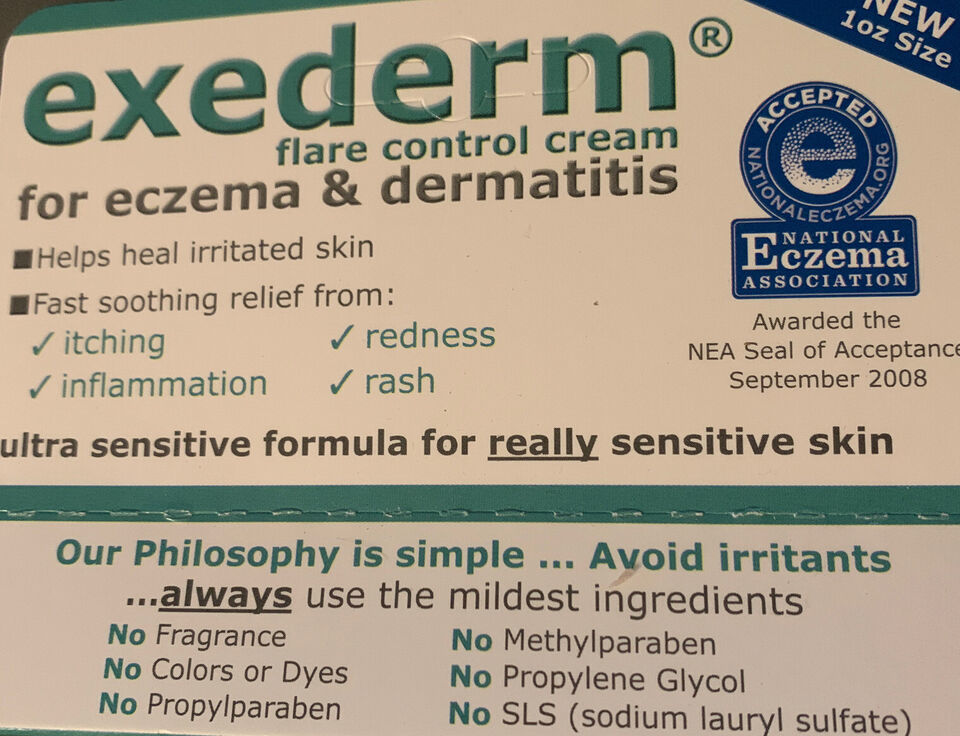 NEW
1oz Size
exederm®
flare control cream
for eczema & dermatitis
■Helps heal irritated skin
■Fast soothing relief from:
✓ itching ✓ redness
✓ inflammation ✓ rash
ACCEPTED
e
NATIONALECZEMA.ORG
NATIONAL
Eczema
ASSOCIATION
Awarded the
NEA Seal of Acceptance
September 2008
ultra sensitive formula for really sensitive skin
Our Philosophy is simple ... Avoid irritants
...always use the mildest ingredients
No Fragrance
No Colors or Dyes
No Propylparaben
No Methylparaben
No Propylene Glycol
No SLS (sodium lauryl sulfate)